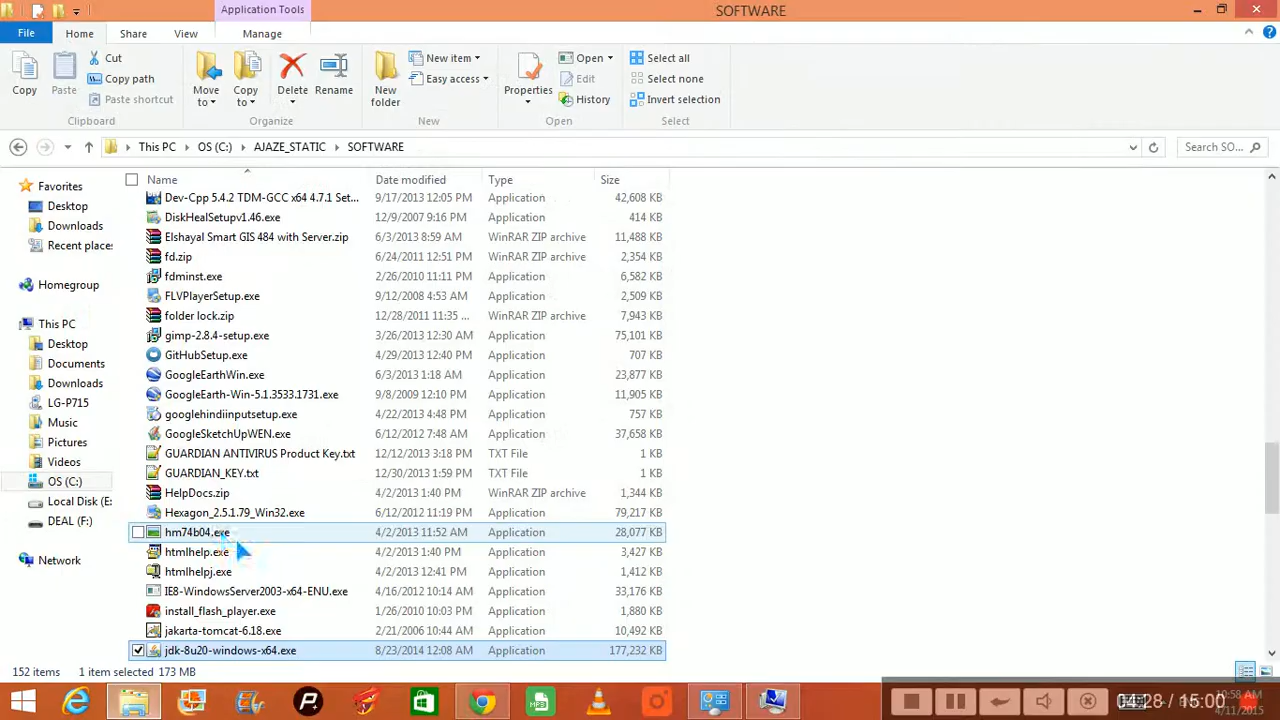 Application Tools
SOFTWARE
File Home Share View Manage
Copy
Paste
Cut
Copy path
Paste shortcut
Clipboard
Move to
Copy to
Delete
Rename
Organize
New folder
New item
Easy access
New
Properties
Open
Edit
History
Open
Select all
Select none
Invert selection
Select
This PC OS (C:) AJAZE_STATIC SOFTWARE
Search SO...
Favorites
Desktop
Downloads
Recent place
Homegroup
This PC
Desktop
Documents
Downloads
LG-P715
Music
Pictures
Videos
OS (C:)
Local Disk (E:
DEAL (F:)
Network
Name Date modified Type Size
Dev-Cpp 5.4.2 TDM-GCC x64 4.7.1 Set... 9/17/2013 12:05 PM Application 42,608 KB
DiskHealSetupv1.46.exe 12/9/2007 9:16 PM Application 414 KB
Elshayal Smart GIS 484 with Server.zip 6/3/2013 8:59 AM WinRAR ZIP archive 11,488 KB
fd.zip 6/24/2011 12:51 PM WinRAR ZIP archive 2,354 KB
fdminst.exe 2/26/2010 11:11 PM Application 6,582 KB
FLVPlayerSetup.exe 9/12/2008 4:53 AM Application 2,509 KB
folder lock.zip 12/28/2011 11:35 ... WinRAR ZIP archive 7,943 KB
gimp-2.8.4-setup.exe 3/26/2013 12:30 AM Application 75,101 KB
GitHubSetup.exe 4/29/2013 12:40 PM Application 707 KB
GoogleEarthWin.exe 6/3/2013 1:18 AM Application 23,877 KB
GoogleEarth-Win-5.1.3533.1731.exe 9/8/2009 12:10 PM Application 11,905 KB
googlehindiinputsetup.exe 4/22/2013 4:48 PM Application 757 KB
GoogleSketchUpWEN.exe 6/12/2012 7:48 AM Application 37,658 KB
GUARDIAN ANTIVIRUS Product Key.txt 12/12/2013 3:18 PM TXT File 1 KB
GUARDIAN_KEY.txt 12/30/2013 1:59 PM TXT File 1 KB
HelpDocs.zip 4/2/2013 1:40 PM WinRAR ZIP archive 1,344 KB
Hexagon_2.5.1.79_Win32.exe 6/12/2012 11:19 PM Application 79,217 KB
hm74b04.exe 4/2/2013 11:52 AM Application 28,077 KB
htmlhelp.exe 4/2/2013 1:40 PM Application 3,427 KB
htmlhelpj.exe 4/2/2013 12:41 PM Application 1,412 KB
IE8-WindowsServer2003-x64-ENU.exe 4/16/2012 10:14 AM Application 33,176 KB
install_flash_player.exe 1/26/2010 10:03 PM Application 1,880 KB
jakarta-tomcat-6.18.exe 2/21/2006 10:44 AM Application 10,492 KB
jdk-8u20-windows-x64.exe 8/23/2014 12:08 AM Application 177,232 KB
152 items 1 item selected 173 MB
MP3
04:28 / 15:00
10:58 AM
4/11/2015